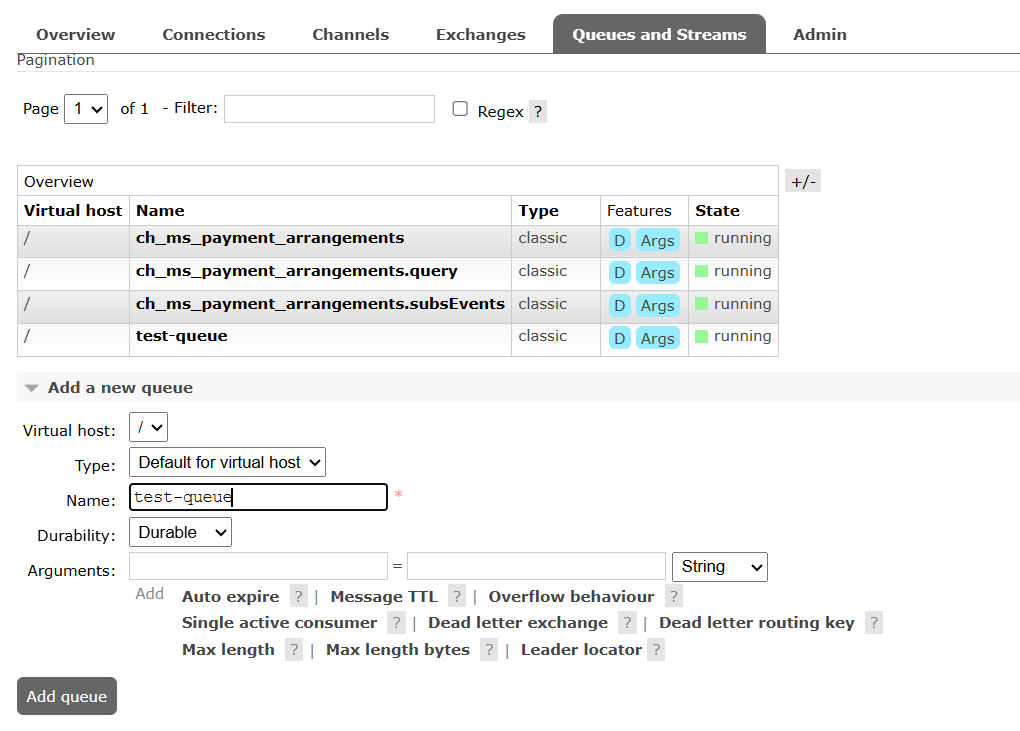 Overview Connections Channels Exchanges Queues and Streams Admin
Pagination
Page 1 of 1 - Filter: Regex ?
Overview +/-
Virtual host Name Type Features State
/ ch_ms_payment_arrangements classic D Args running
/ ch_ms_payment_arrangements.query classic D Args running
/ ch_ms_payment_arrangements.subsEvents classic D Args running
/ test-queue classic D Args running
Add a new queue
Virtual host: /
Type: Default for virtual host
Name: test-queue *
Durability: Durable
Arguments: = String
Add Auto expire ? | Message TTL ? | Overflow behaviour ?
Single active consumer ? | Dead letter exchange ? | Dead letter routing key ?
Max length ? | Max length bytes ? | Leader locator ?
Add queue